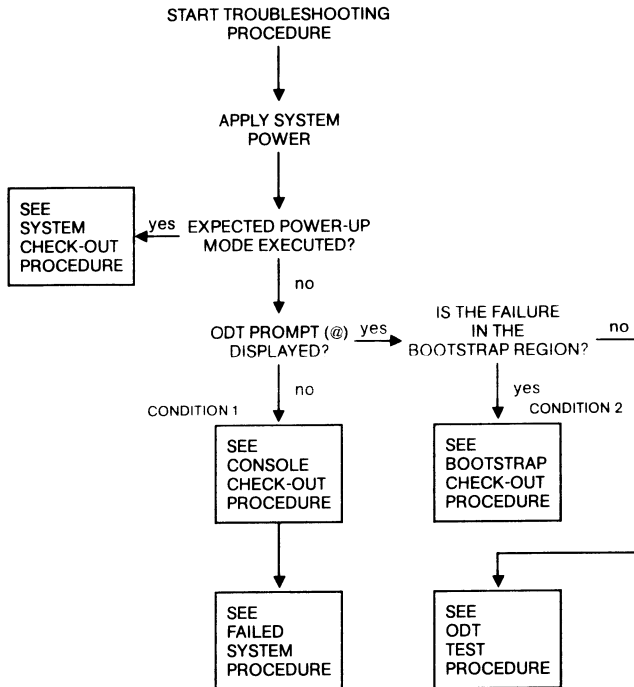 START TROUBLESHOOTING
PROCEDURE
APPLY SYSTEM
POWER
EXPECTED POWER-UP
MODE EXECUTED?
yes
SEE
SYSTEM
CHECK-OUT
PROCEDURE
no
ODT PROMPT (@)
DISPLAYED?
yes
IS THE FAILURE
IN THE
BOOTSTRAP REGION?
no
no
CONDITION 1
yes
CONDITION 2
SEE
CONSOLE
CHECK-OUT
PROCEDURE
SEE
BOOTSTRAP
CHECK-OUT
PROCEDURE
SEE
FAILED
SYSTEM
PROCEDURE
SEE
ODT
TEST
PROCEDURE